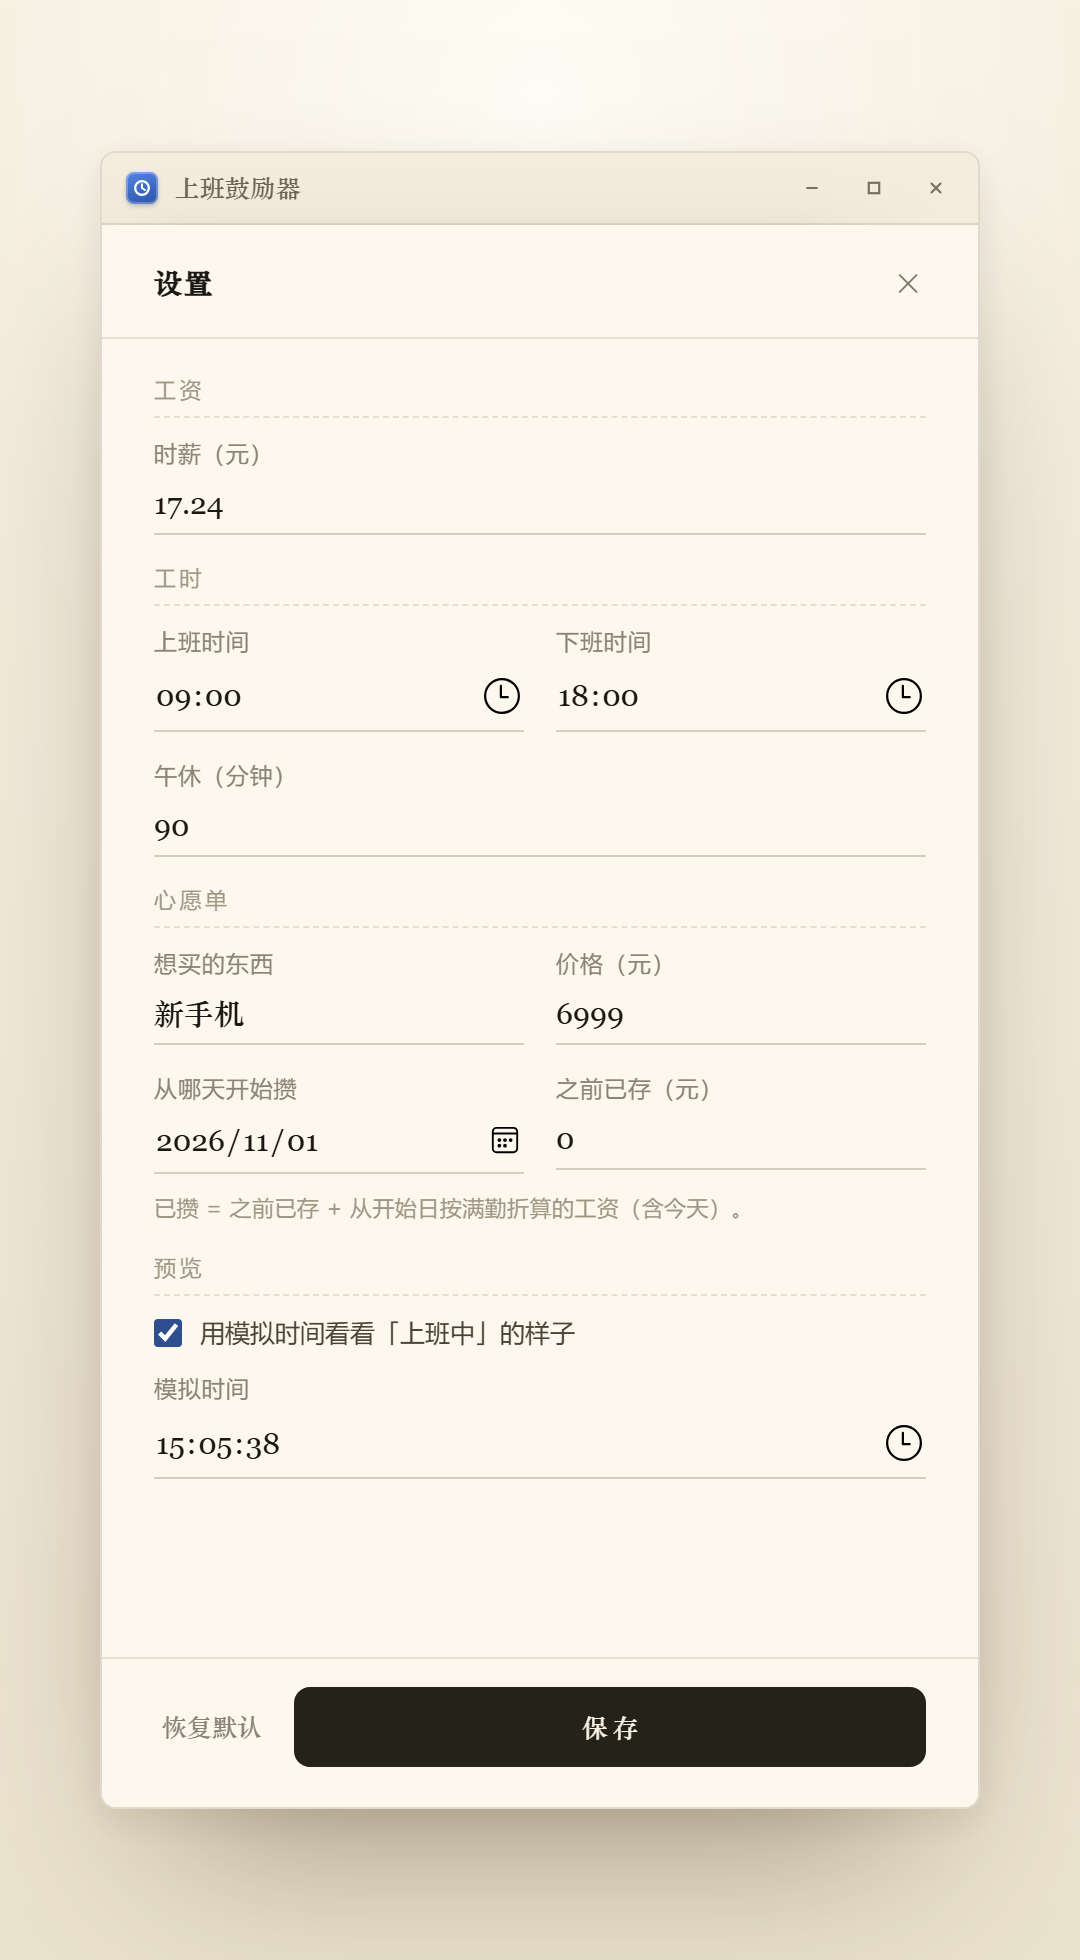 上班鼓励器
设置
工资
时薪（元）
17.24
工时
上班时间 下班时间
09:00 18:00
午休（分钟）
90
心愿单
想买的东西 价格（元）
新手机 6999
从哪天开始攒 之前已存（元）
2026/11/01 0
已攒 = 之前已存 + 从开始日按满勤折算的工资（含今天）。
预览
用模拟时间看看「上班中」的样子
模拟时间
15:05:38
恢复默认 保存